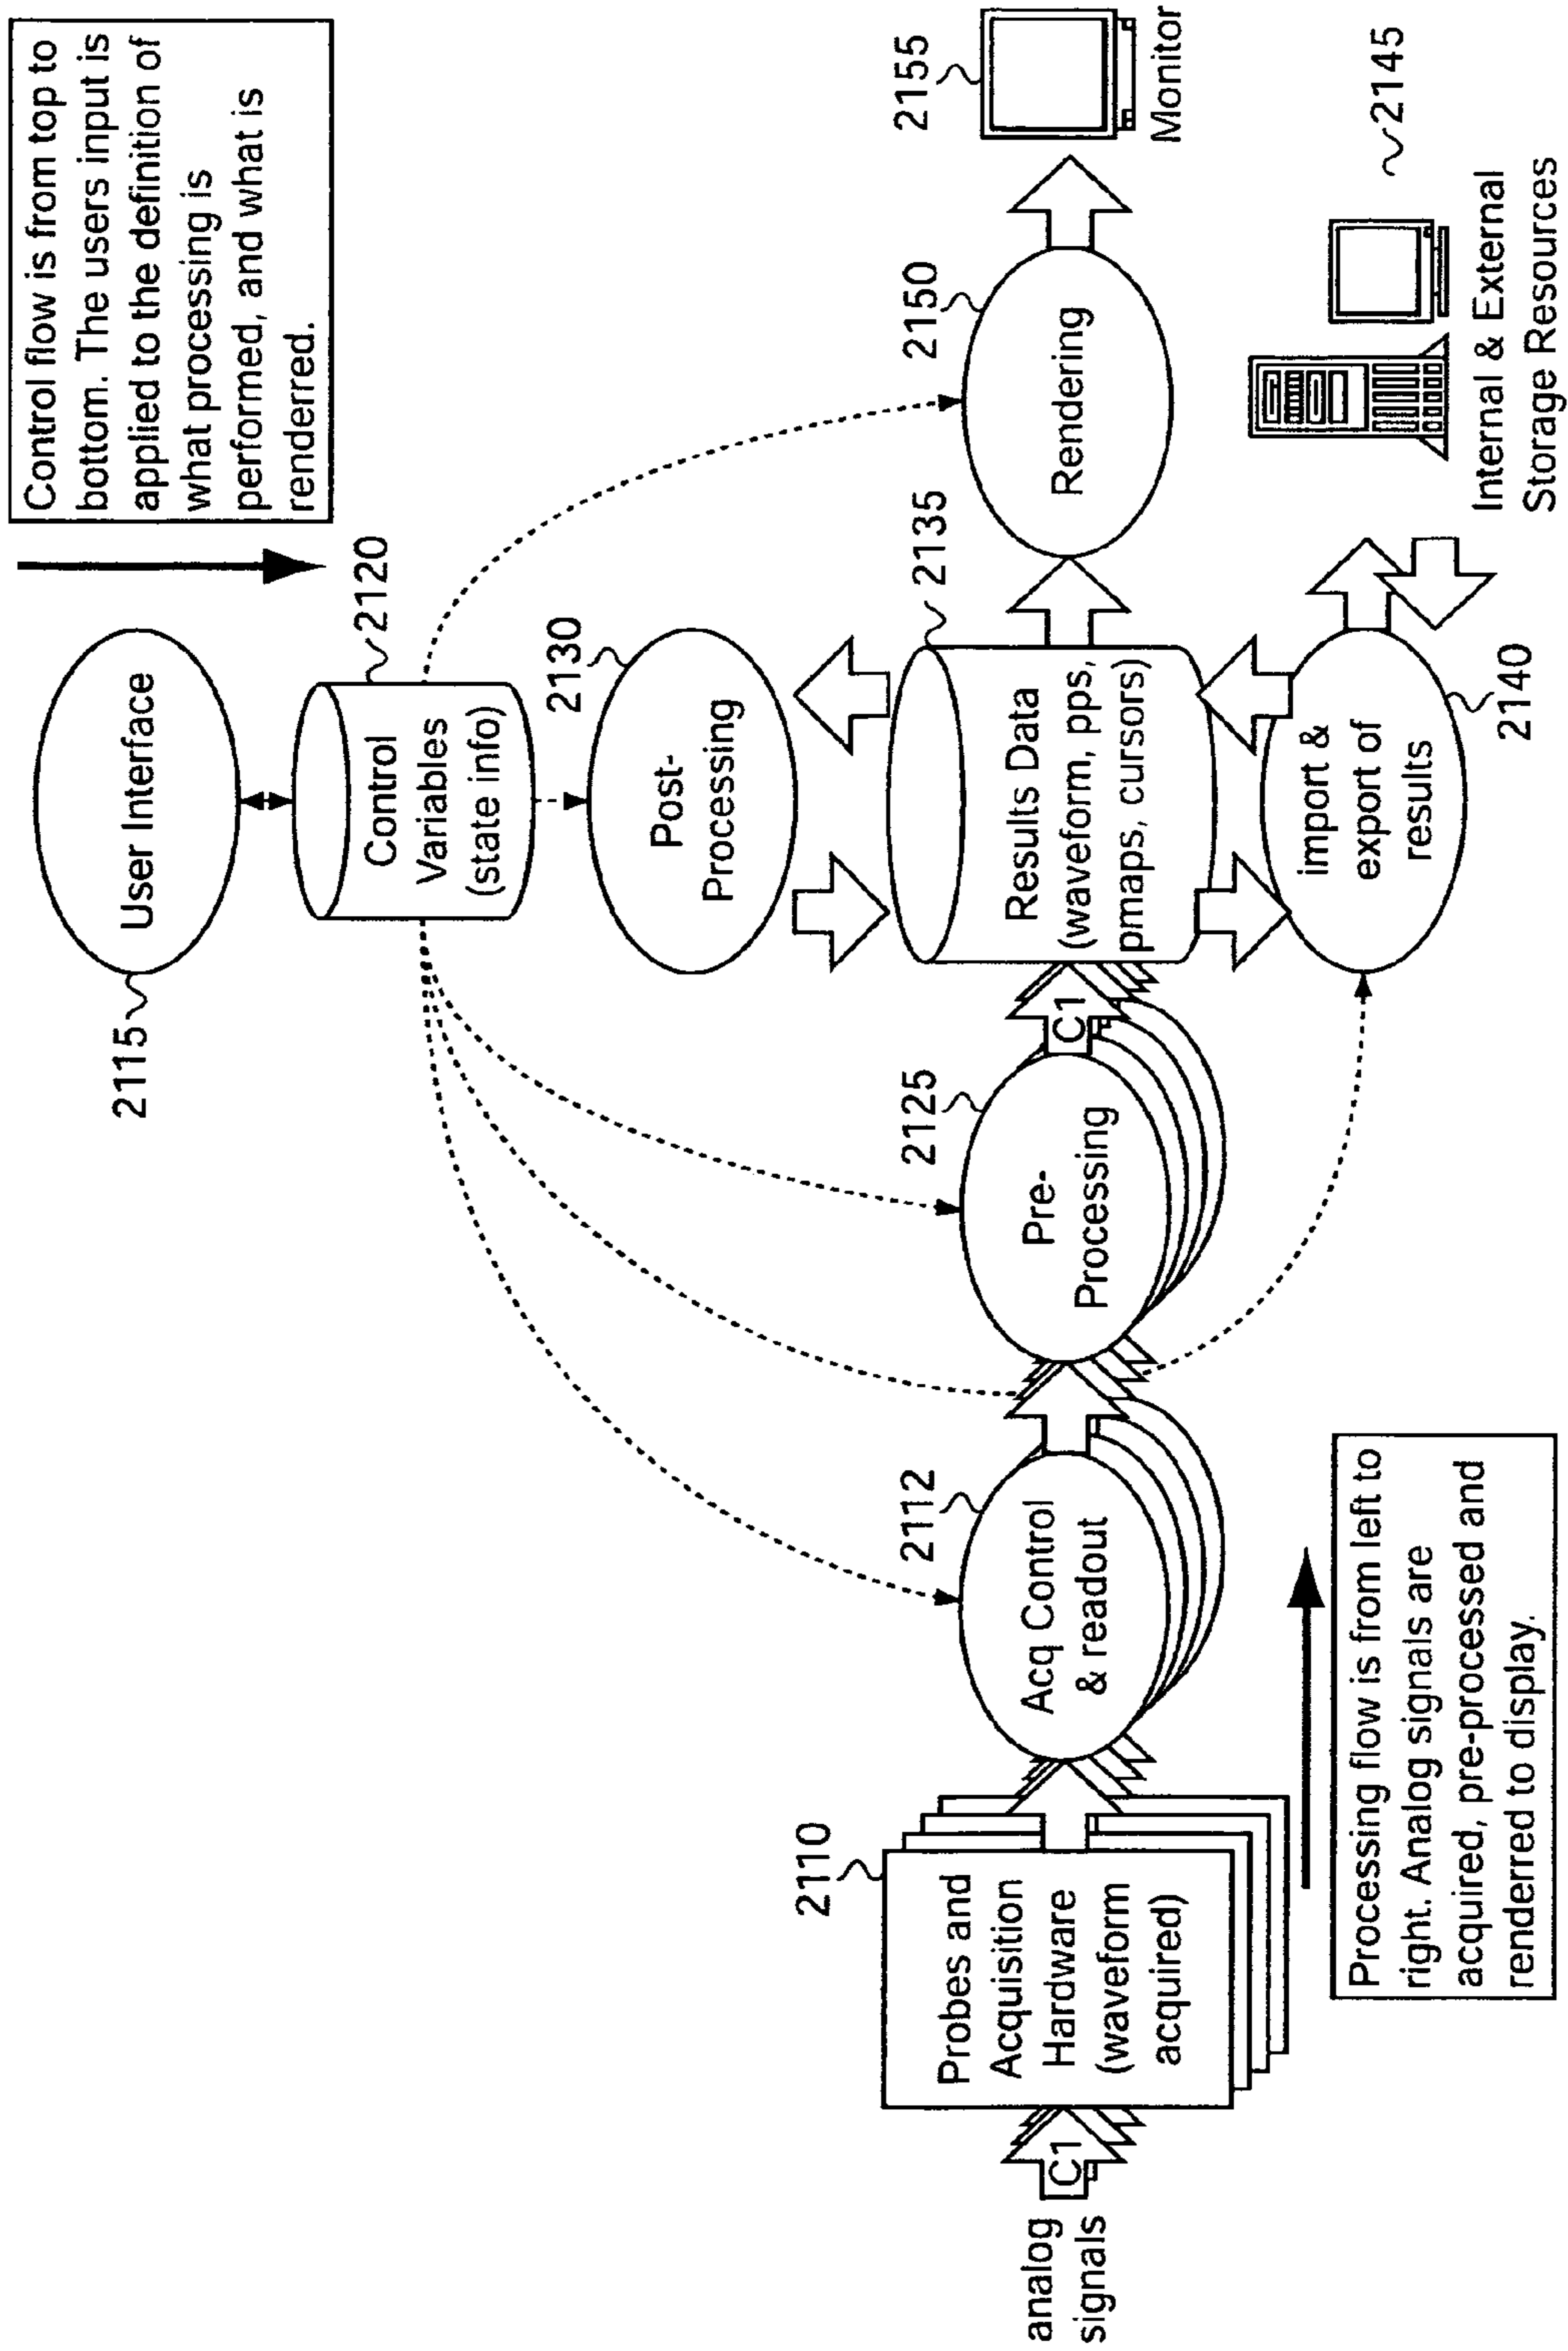 Control flow is from top to
bottom. The users input is
applied to the definition of
what processing is
performed, and what is
renderred.
2115
User Interface
2120
Control
Variables
(state info)
2130
Post-
Processing
2110
Probes and
Acquisition
Hardware
(waveform
acquired)
analog
signals
C1
2112
Acq Control
& readout
2125
Pre-
Processing
C1
2135
Results Data
(waveform, pps,
pmaps, cursors)
2150
Rendering
2155
Monitor
import &
export of
results
2140
2145
Internal & External
Storage Resources
Processing flow is from left to
right. Analog signals are
acquired, pre-processed and
renderred to display.